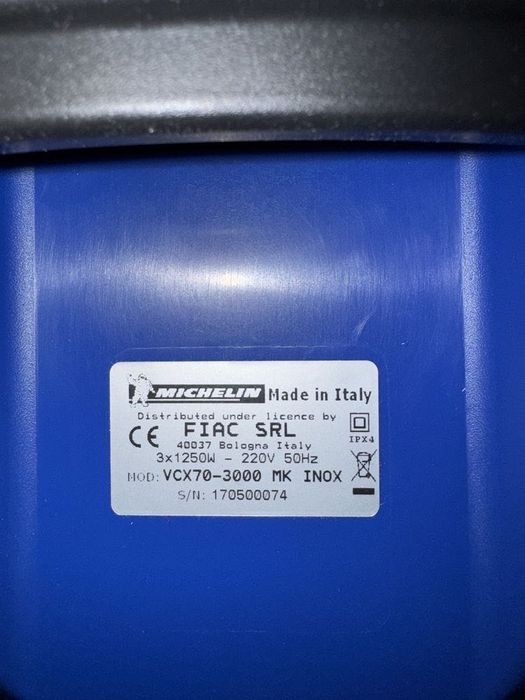 MICHELIN Made in Italy
Distributed under licence by
FIAC SRL
CE
40037 Bologna Italy
IPX4
3x1250W - 220V 50Hz
MOD: VCX70-3000 MK INOX
S/N: 170500074